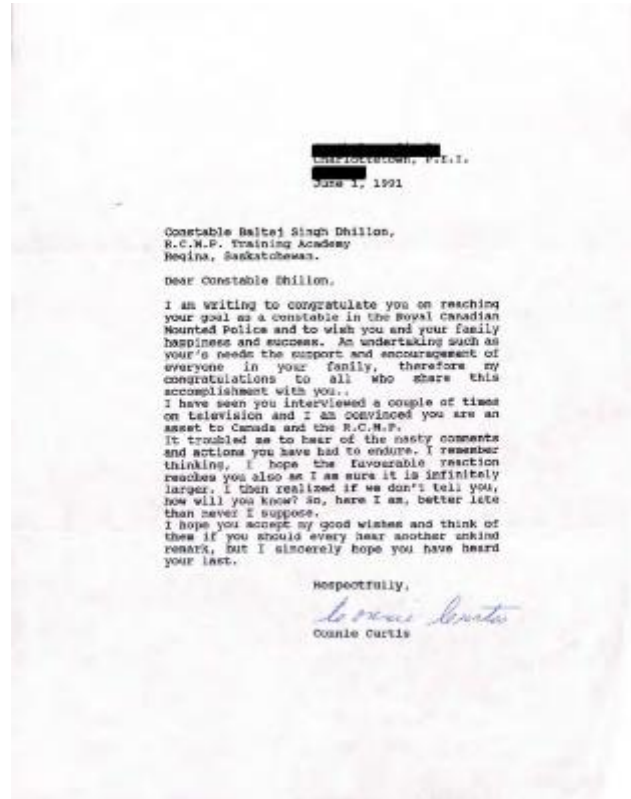 Charlottetown, P.E.I.
June 1, 1991
Constable Baltej Singh Dhillon,
R.C.M.P. Training Academy
Regina, Saskatchewan.
Dear Constable Dhillon,
I am writing to congratulate you on reaching
your goal as a constable in the Royal Canadian
Mounted Police and to wish you and your family
happiness and success. An undertaking such as
your's needs the support and encouragement of
everyone in your family, therefore my
congratulations to all who share this
accomplishment with you..
I have seen you interviewed a couple of times
on television and I am convinced you are an
asset to Canada and the R.C.M.P.
It troubled me to hear of the nasty comments
and actions you have had to endure. I remember
thinking, I hope the favourable reaction
reaches you also as I am sure it is infinitely
larger. I then realized if we don't tell you,
how will you know? So, here I am, better late
than never I suppose.
I hope you accept my good wishes and think of
them if you should every hear another unkind
remark, but I sincerely hope you have heard
your last.
Respectfully,
Connie Curtis
Connie Curtis